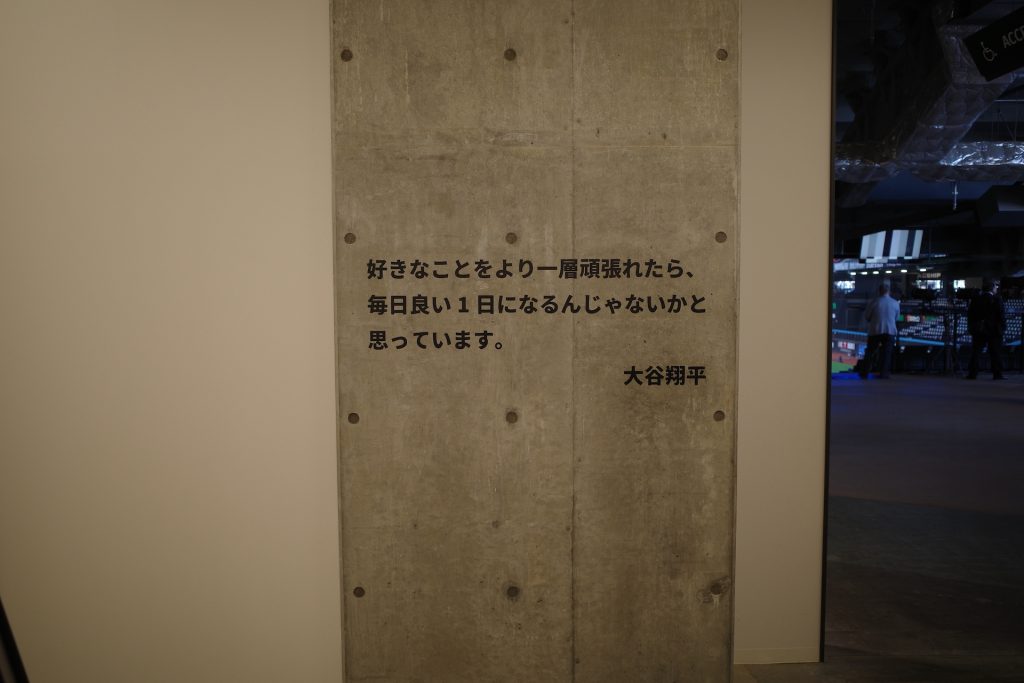 好きなことをより一層頑張れたら、
毎日良い1日になるんじゃないかと
思っています。
大谷翔平